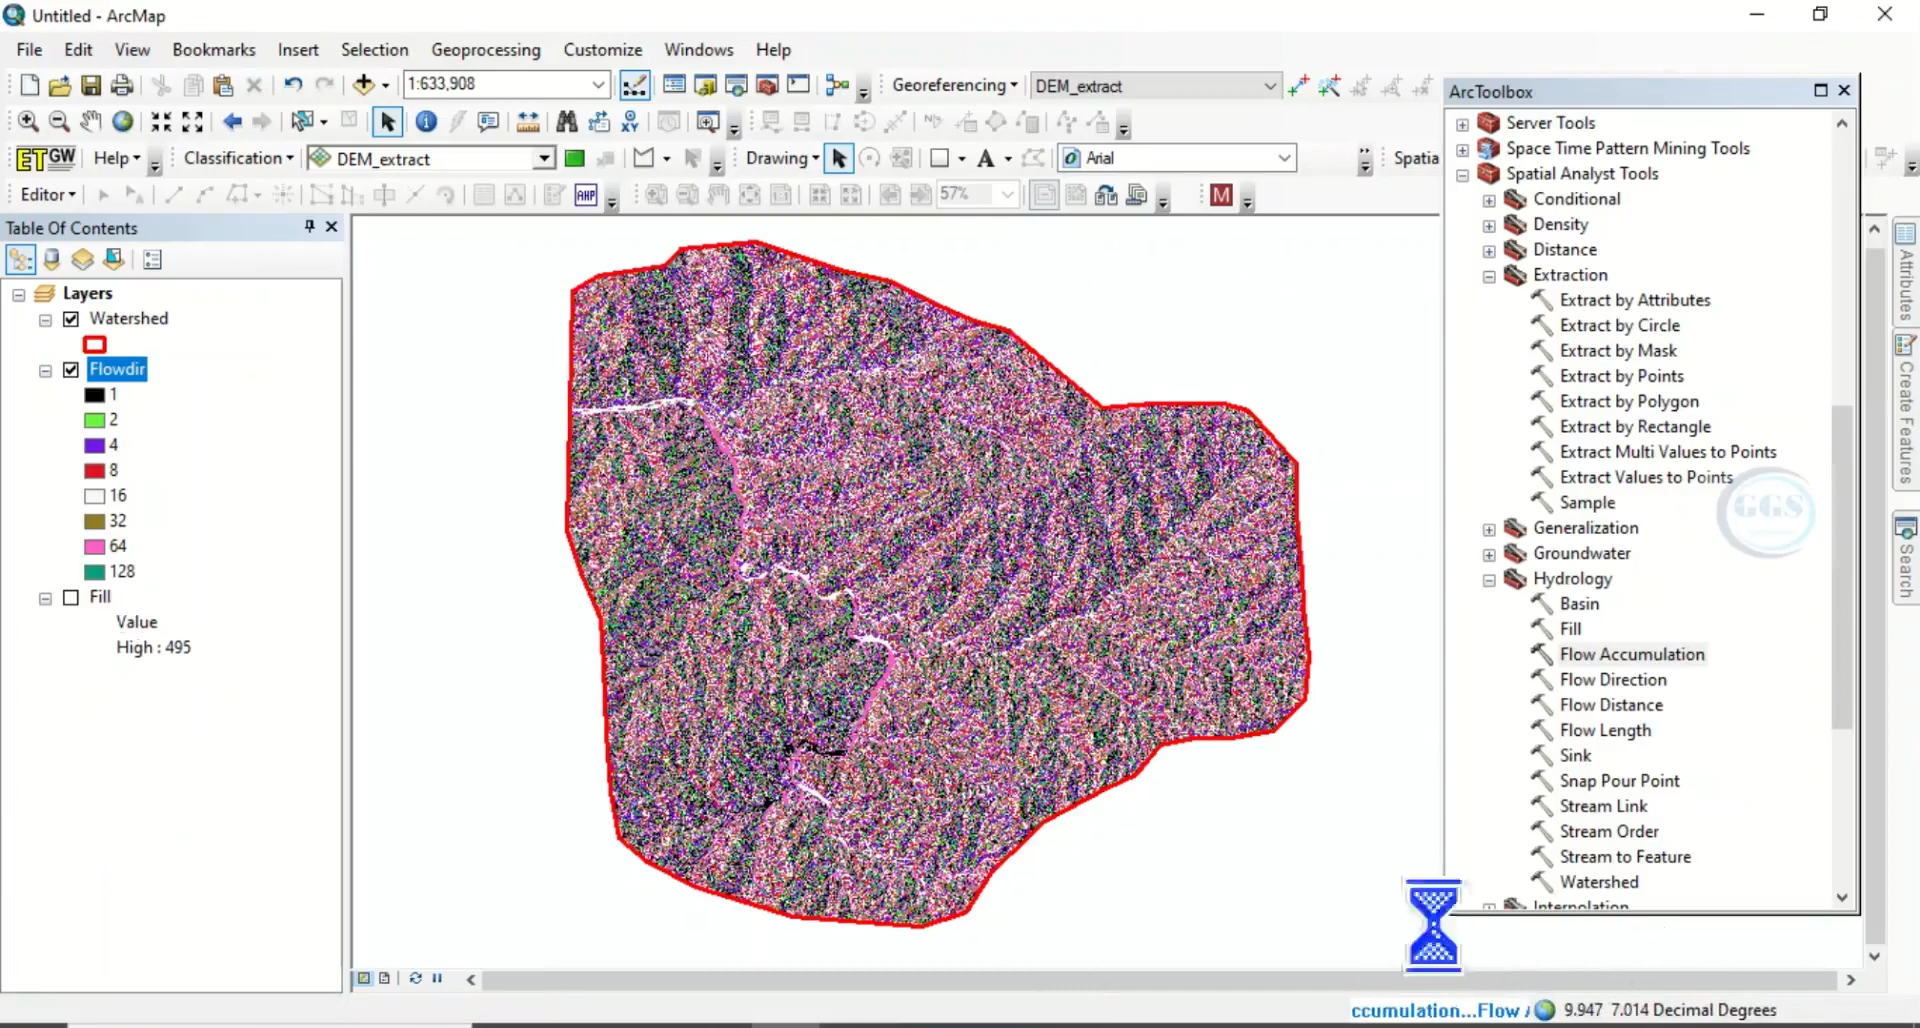 Untitled - ArcMap
File Edit View Bookmarks Insert Selection Geoprocessing Customize Windows Help
1:633,908
Georeferencing
DEM_extract
XY
ETGW Help
Classification
DEM_extract
Drawing
A
Arial
Spatia
Editor
AHP
57%
M
Table Of Contents
Layers
Watershed
Flowdir
1
2
4
8
16
32
64
128
Fill
Value
High : 495
ArcToolbox
Server Tools
Space Time Pattern Mining Tools
Spatial Analyst Tools
Conditional
Density
Distance
Extraction
Extract by Attributes
Extract by Circle
Extract by Mask
Extract by Points
Extract by Polygon
Extract by Rectangle
Extract Multi Values to Points
Extract Values to Points
Sample
Generalization
Groundwater
Hydrology
Basin
Fill
Flow Accumulation
Flow Direction
Flow Distance
Flow Length
Sink
Snap Pour Point
Stream Link
Stream Order
Stream to Feature
Watershed
Interpolation
GGS
Attributes
Create Features
Search
ccumulation...Flow A
9.947 7.014 Decimal Degrees